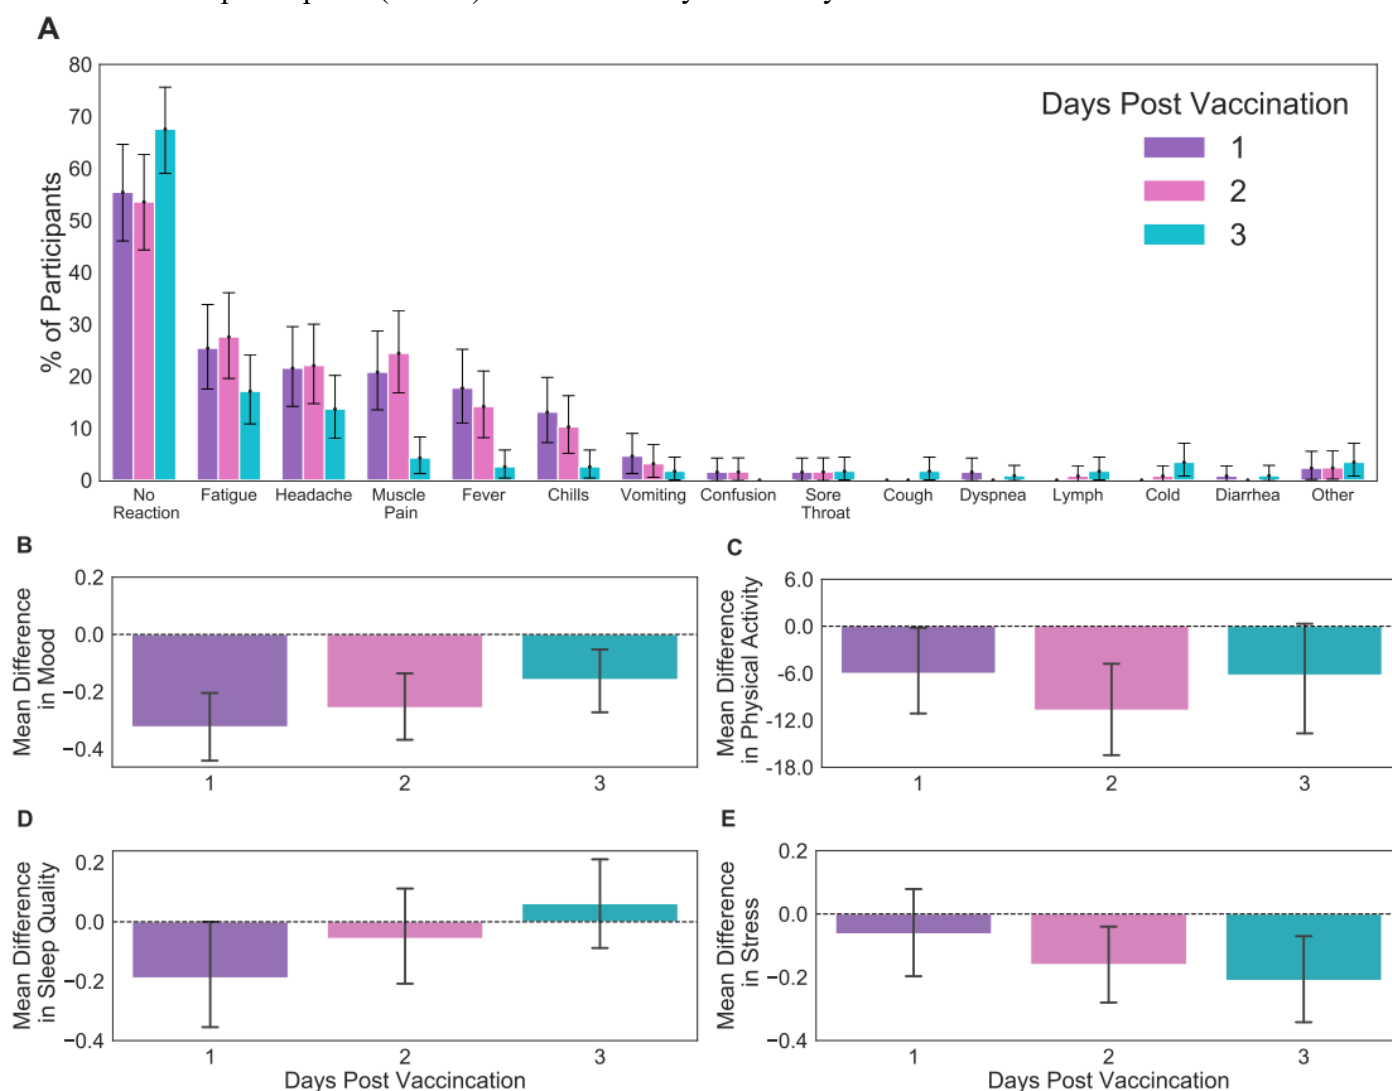 A
80
70
60
50
40
30
20
10
0
% of Participants
Days Post Vaccination
1
2
3
No Reaction
Fatigue
Headache
Muscle Pain
Fever
Chills
Vomiting
Confusion
Sore Throat
Cough
Dyspnea
Lymph
Cold
Diarrhea
Other
B
Mean Difference
in Mood
0.2
0.0
−0.2
−0.4
1 2 3
C
Mean Difference
in Physical Activity
6.0
0.0
-6.0
-12.0
-18.0
1 2 3
D
Mean Difference
in Sleep Quality
0.2
0.0
−0.2
−0.4
1 2 3
Days Post Vaccincation
E
Mean Difference
in Stress
0.2
0.0
−0.2
−0.4
1 2 3
Days Post Vaccincation